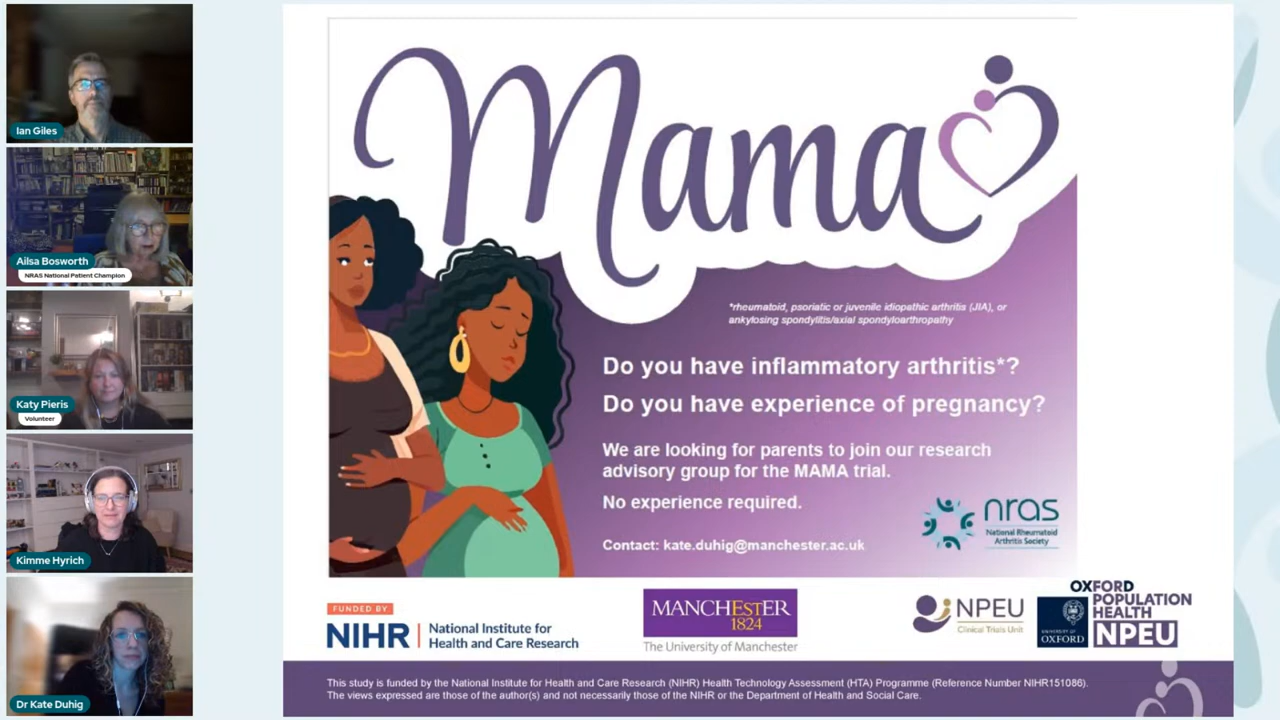 Ian Giles
Ailsa Bosworth
NRAS National Patient Champion
Katy Pieris
Volunteer
Kimme Hyrich
Dr Kate Duhig
Mama
*rheumatoid, psoriatic or juvenile idiopathic arthritis (JIA), or
ankylosing spondylitis/axial spondyloarthropathy
Do you have inflammatory arthritis*?
Do you have experience of pregnancy?
We are looking for parents to join our research
advisory group for the MAMA trial.
No experience required.
Contact: kate.duhig@manchester.ac.uk
nras
National Rheumatoid
Arthritis Society
FUNDED BY
NIHR | National Institute for
Health and Care Research
MANCHESTER
1824
The University of Manchester
NPEU
Clinical Trials Unit
UNIVERSITY OF
OXFORD
OXFORD
POPULATION
HEALTH
NPEU
This study is funded by the National Institute for Health and Care Research (NIHR) Health Technology Assessment (HTA) Programme (Reference Number NIHR151086).
The views expressed are those of the author(s) and not necessarily those of the NIHR or the Department of Health and Social Care.